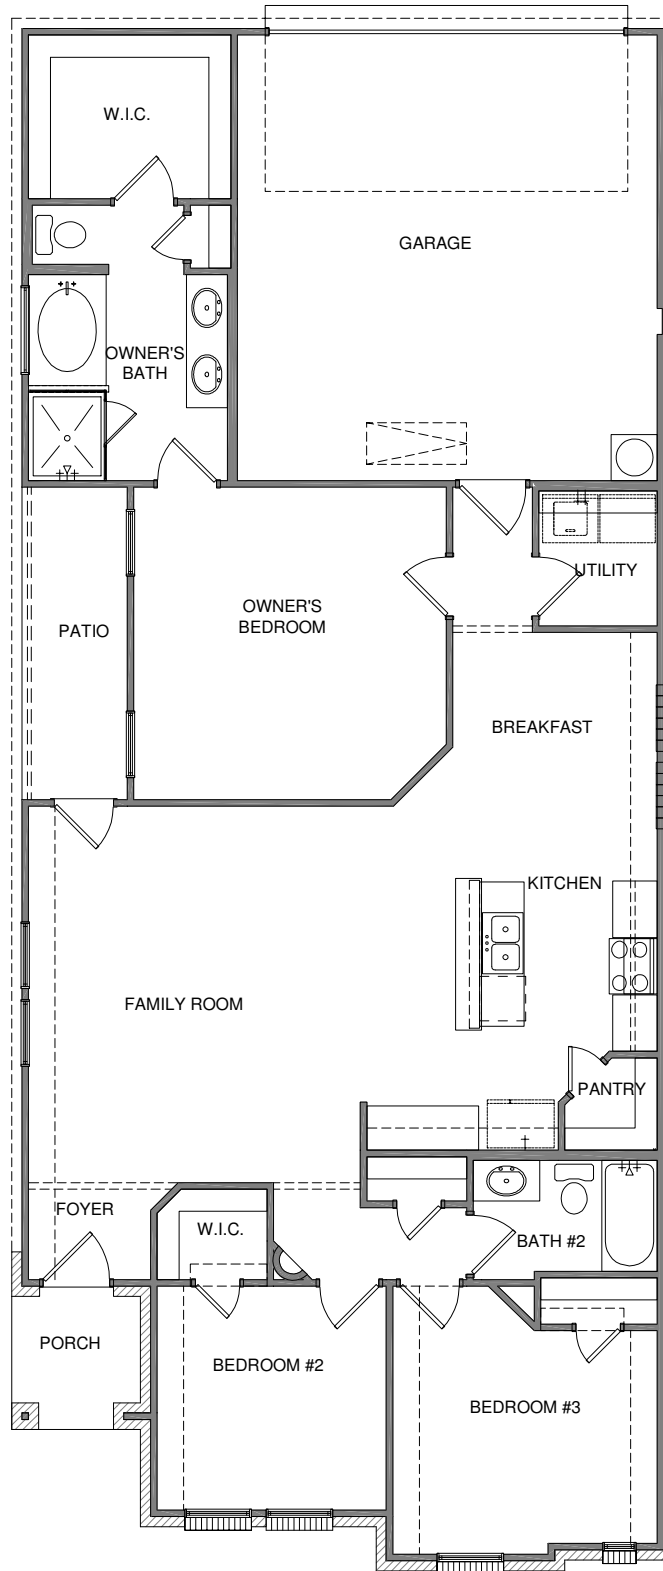 W.I.C.
GARAGE
OWNER'S
BATH
UTILITY
OWNER'S
BEDROOM
PATIO
BREAKFAST
KITCHEN
FAMILY ROOM
PANTRY
FOYER
W.I.C.
BATH #2
PORCH
BEDROOM #2
BEDROOM #3